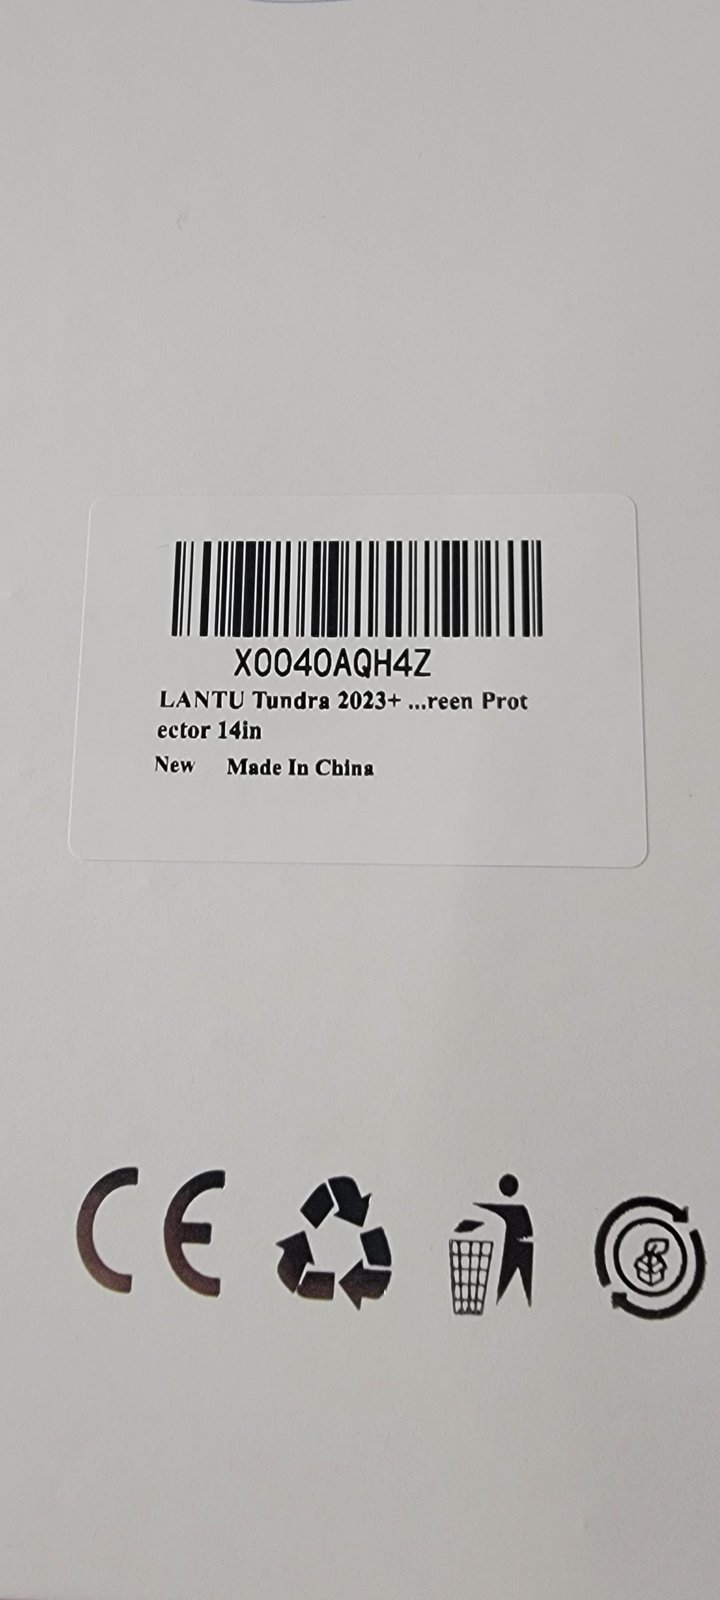 X0040AQH4Z
LANTU Tundra 2023+ ...reen Prot
ector 14in
New Made In China
CE